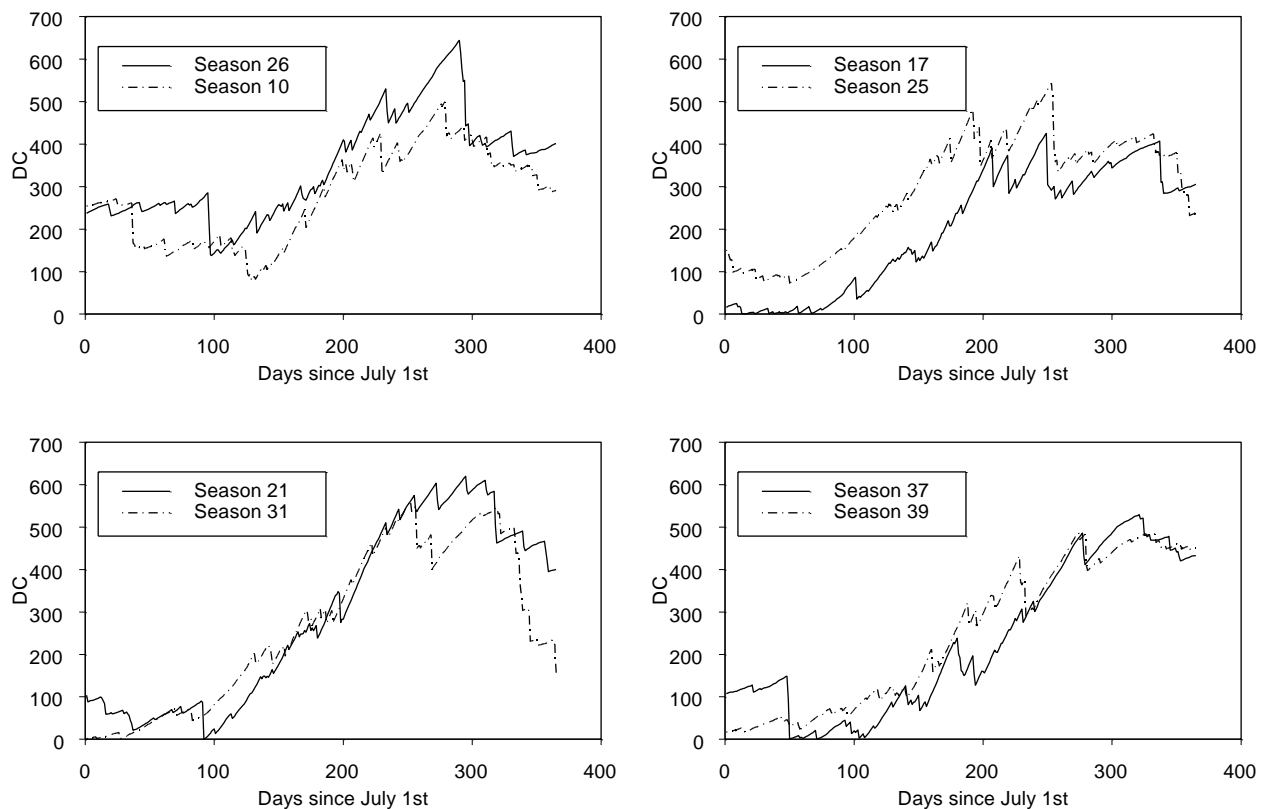 700
600
500
400
300
200
100
0
DC
Season 26
Season 10
0 100 200 300 400
Days since July 1st
700
600
500
400
300
200
100
0
DC
Season 17
Season 25
0 100 200 300 400
Days since July 1st
700
600
500
400
300
200
100
0
DC
Season 21
Season 31
0 100 200 300 400
Days since July 1st
700
600
500
400
300
200
100
0
DC
Season 37
Season 39
0 100 200 300 400
Days since July 1st